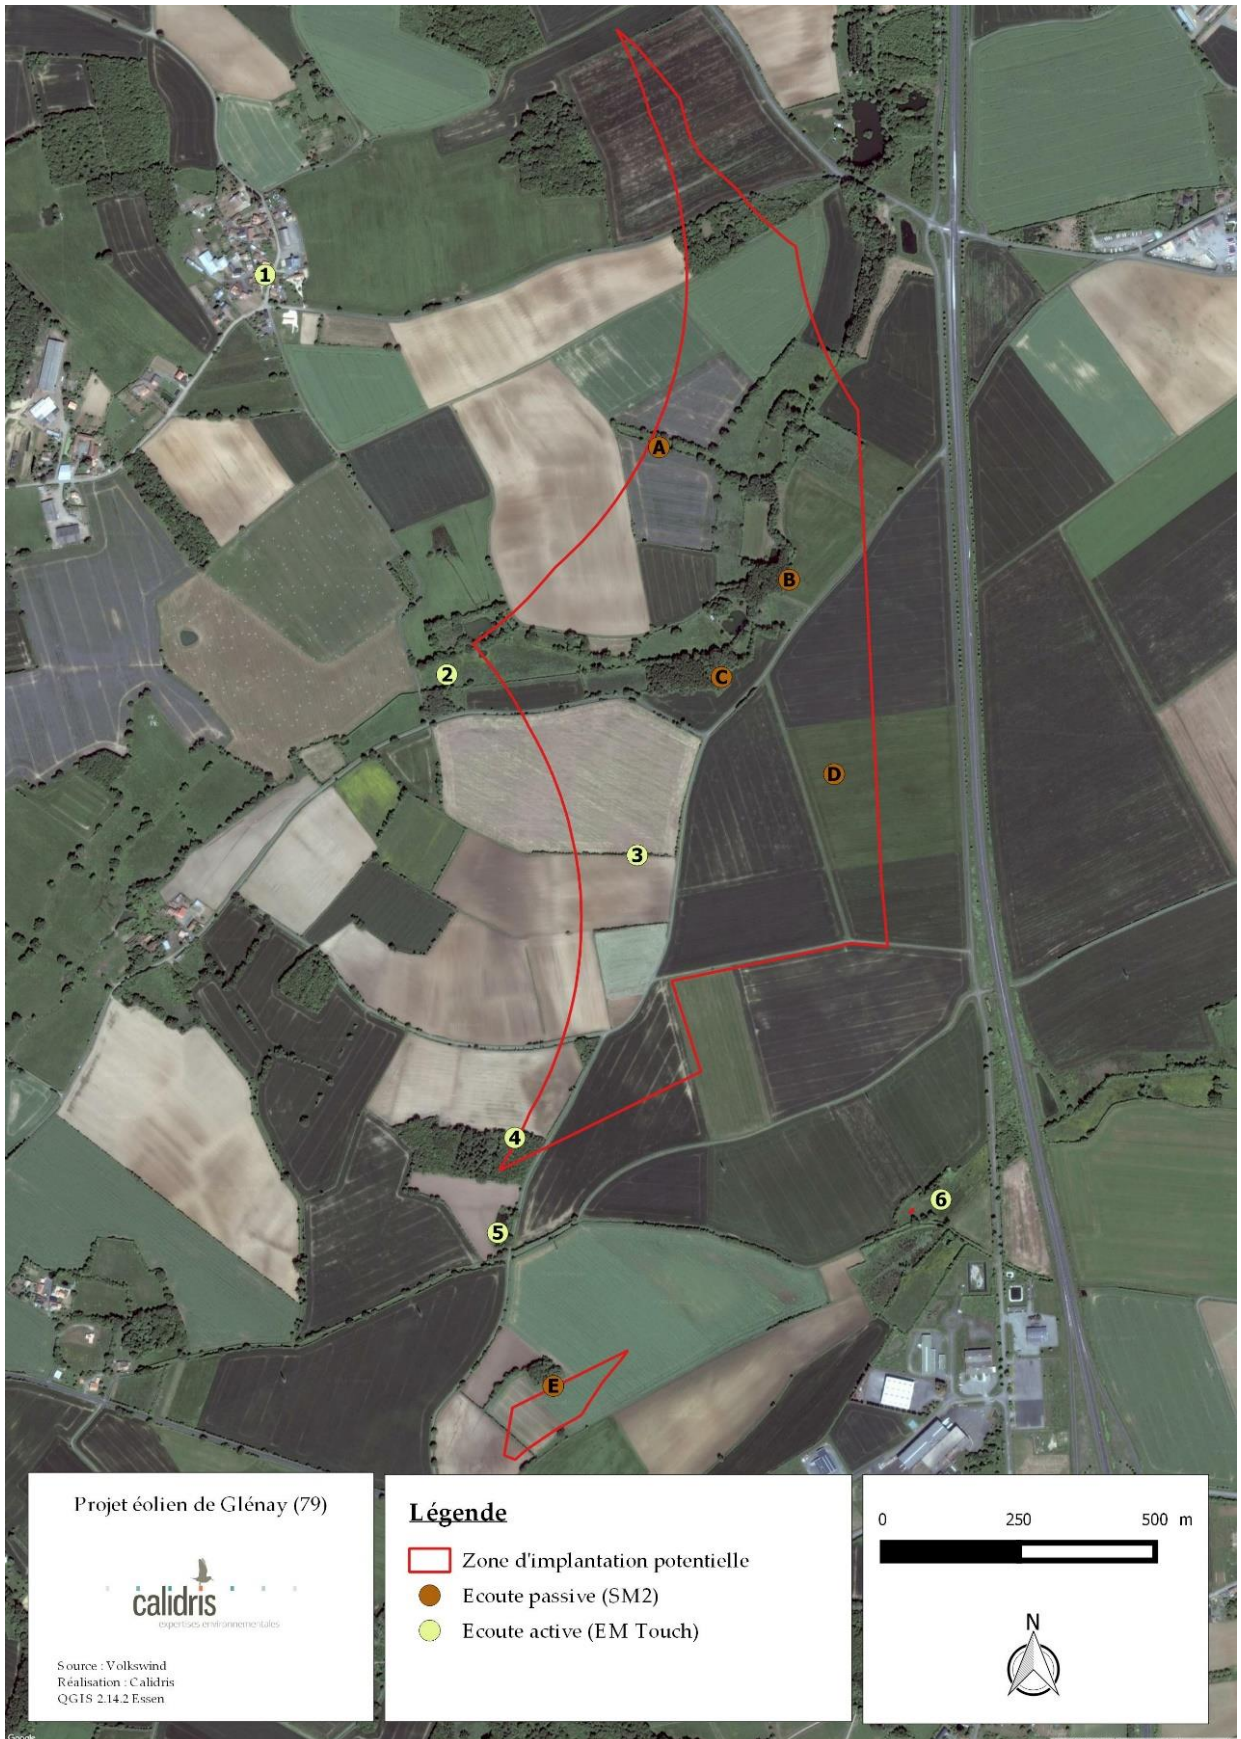 1
A
B
2
C
D
3
4
6
5
E
Projet éolien de Glénay (79)
calidris
expertises environnementales
Source : Volkswind
Réalisation : Calidris
QGIS 2.14.2 Essen
Légende
Zone d'implantation potentielle
Ecoute passive (SM2)
Ecoute active (EM Touch)
0 250 500 m
N
Google